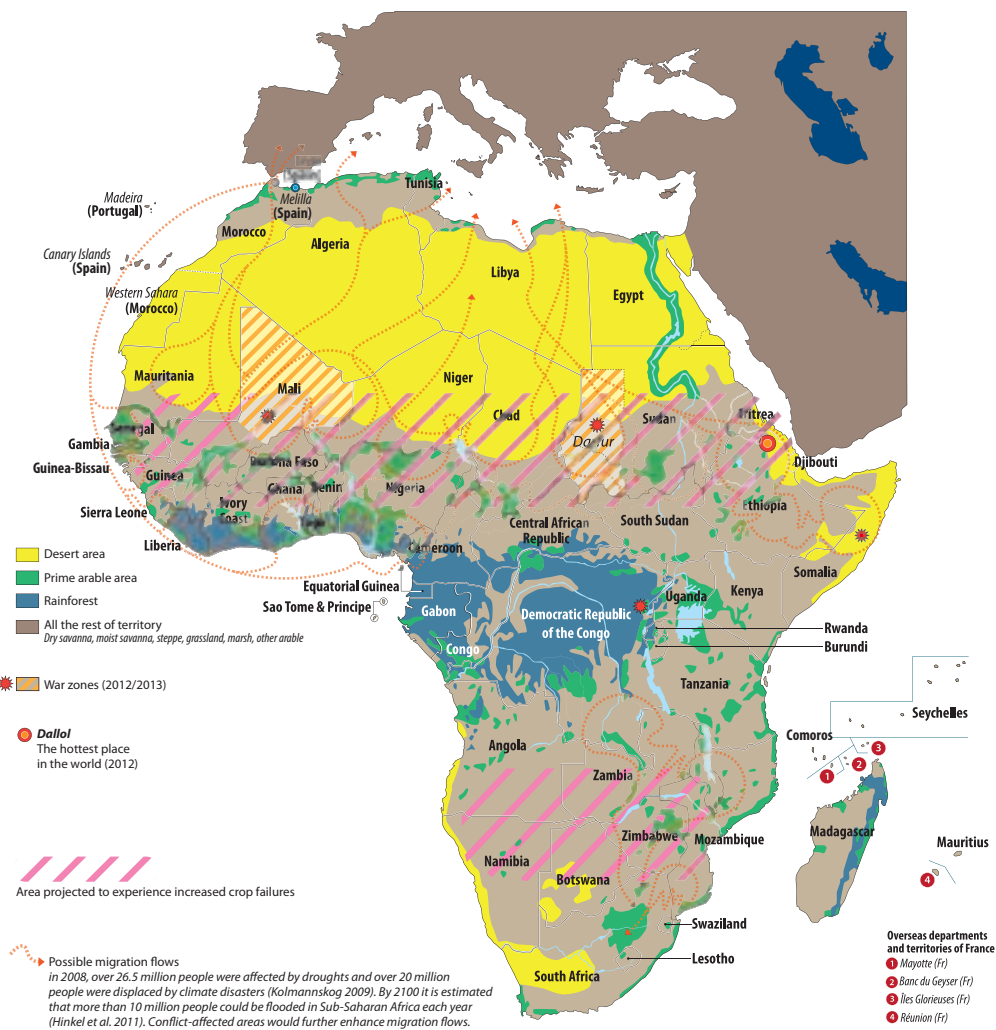 Melilla
(Spain)
Tunisia
Madeira
(Portugal)
Morocco
Algeria
Canary Islands
(Spain)
Libya
Egypt
Western Sahara
(Morocco)
Mauritania
Mali
Niger
Chad
Sudan
Eritrea
Gambia
Guinea-Bissau
Guinea
Djibouti
Ghana
Benin
Nigeria
Ethiopia
Sierra Leone
Ivory
Coast
Liberia
Central African
Republic
South Sudan
Cameroon
Somalia
Equatorial Guinea
Sao Tome & Principe
Gabon
Democratic Republic
of the Congo
Uganda
Kenya
Congo
Rwanda
Burundi
Tanzania
Seychelles
Comoros
Angola
Zambia
3
2
1
Zimbabwe
Mozambique
Madagascar
Mauritius
Namibia
Botswana
4
Swaziland
Lesotho
South Africa
Desert area
Prime arable area
Rainforest
All the rest of territory
Dry savanna, moist savanna, steppe, grassland, marsh, other arable
War zones (2012/2013)
Dallol
The hottest place
in the world (2012)
Area projected to experience increased crop failures
Possible migration flows
in 2008, over 26.5 million people were affected by droughts and over 20 million
people were displaced by climate disasters (Kolmannskog 2009). By 2100 it is estimated
that more than 10 million people could be flooded in Sub-Saharan Africa each year
(Hinkel et al. 2011). Conflict-affected areas would further enhance migration flows.
Overseas departments
and territories of France
1 Mayotte (Fr)
2 Banc du Geyser (Fr)
3 Îles Glorieuses (Fr)
4 Réunion (Fr)